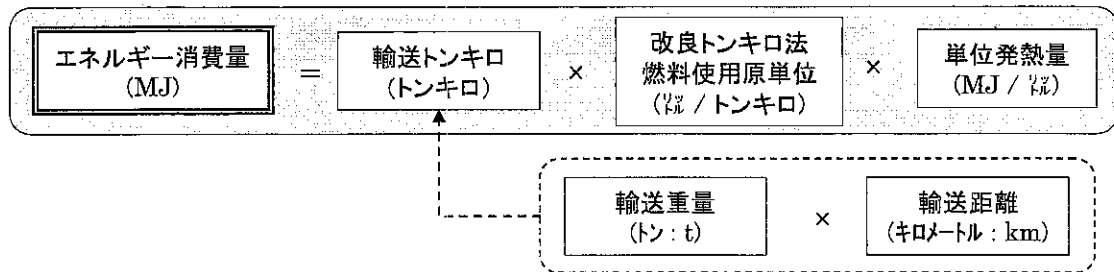 エネルギー消費量
(MJ)
=
輸送トンキロ
(トンキロ)
×
改良トンキロ法
燃料使用原単位
(㍑ / トンキロ)
×
単位発熱量
(MJ / ㍑)
輸送重量
(トン : t)
×
輸送距離
(キロメートル : km)